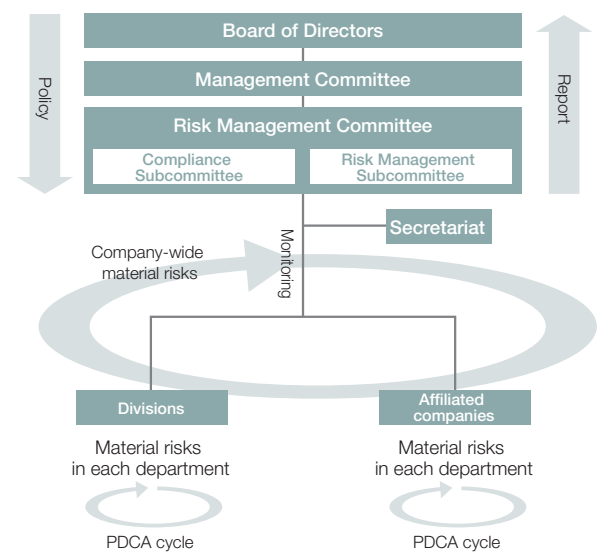 Board of Directors
Policy
Management Committee
Report
Risk Management Committee
Compliance
Subcommittee
Risk Management
Subcommittee
Secretariat
Monitoring
Company-wide
material risks
Divisions
Affiliated
companies
Material risks
in each department
Material risks
in each department
PDCA cycle
PDCA cycle